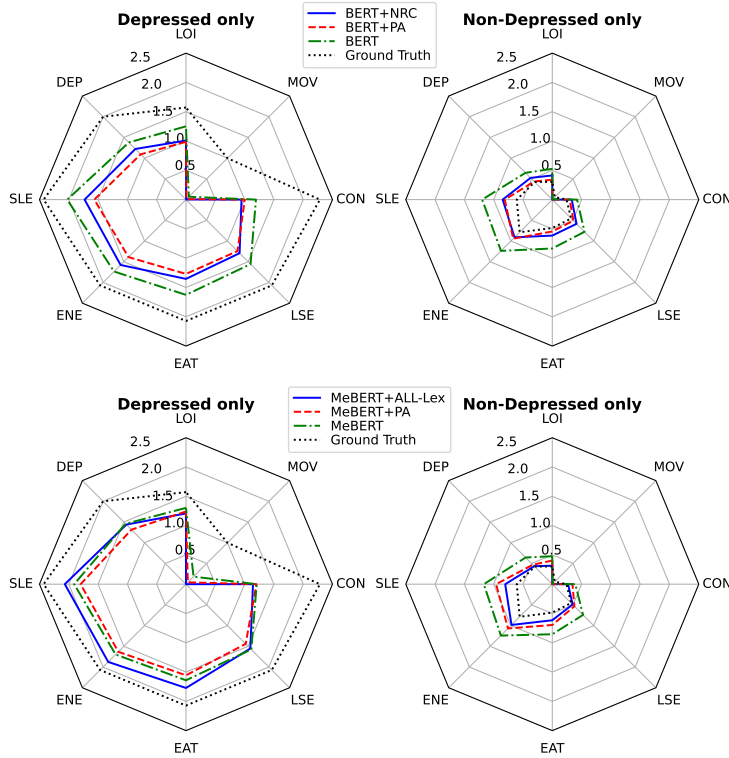 Depressed only
BERT+NRC
BERT+PA
BERT
Ground Truth
Non-Depressed only
LOI
MOV
CON
LSE
EAT
ENE
SLE
DEP
0.5
1.0
1.5
2.0
2.5
LOI
MOV
CON
LSE
EAT
ENE
SLE
DEP
0.5
1.0
1.5
2.0
2.5
Depressed only
MeBERT+ALL-Lex
MeBERT+PA
MeBERT
Ground Truth
Non-Depressed only
LOI
MOV
CON
LSE
EAT
ENE
SLE
DEP
0.5
1.0
1.5
2.0
2.5
LOI
MOV
CON
LSE
EAT
ENE
SLE
DEP
0.5
1.0
1.5
2.0
2.5